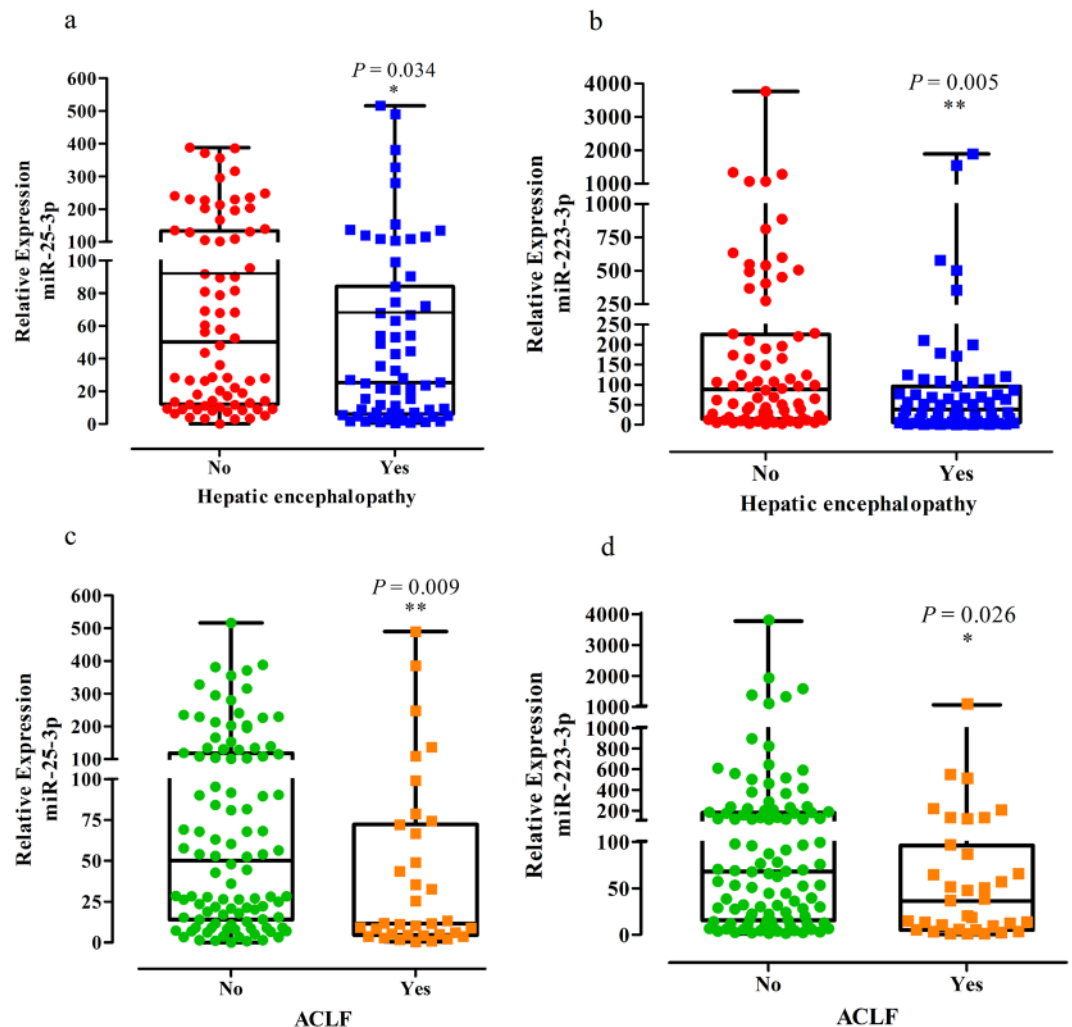 a
P = 0.034
*
600
500
400
300
200
100
100
80
60
40
20
0
Relative Expression
miR-25-3p
No
Yes
Hepatic encephalopathy
b
P = 0.005
**
4000
3000
2000
1000
1000
750
500
250
250
200
150
100
50
0
Relative Expression
miR-223-3p
No
Yes
Hepatic encephalopathy
c
P = 0.009
**
600
500
400
300
200
100
100
75
50
25
0
Relative Expression
miR-25-3p
No
Yes
ACLF
d
P = 0.026
*
4000
3000
2000
1000
1000
800
600
400
200
100
50
0
Relative Expression
miR-223-3p
No
Yes
ACLF